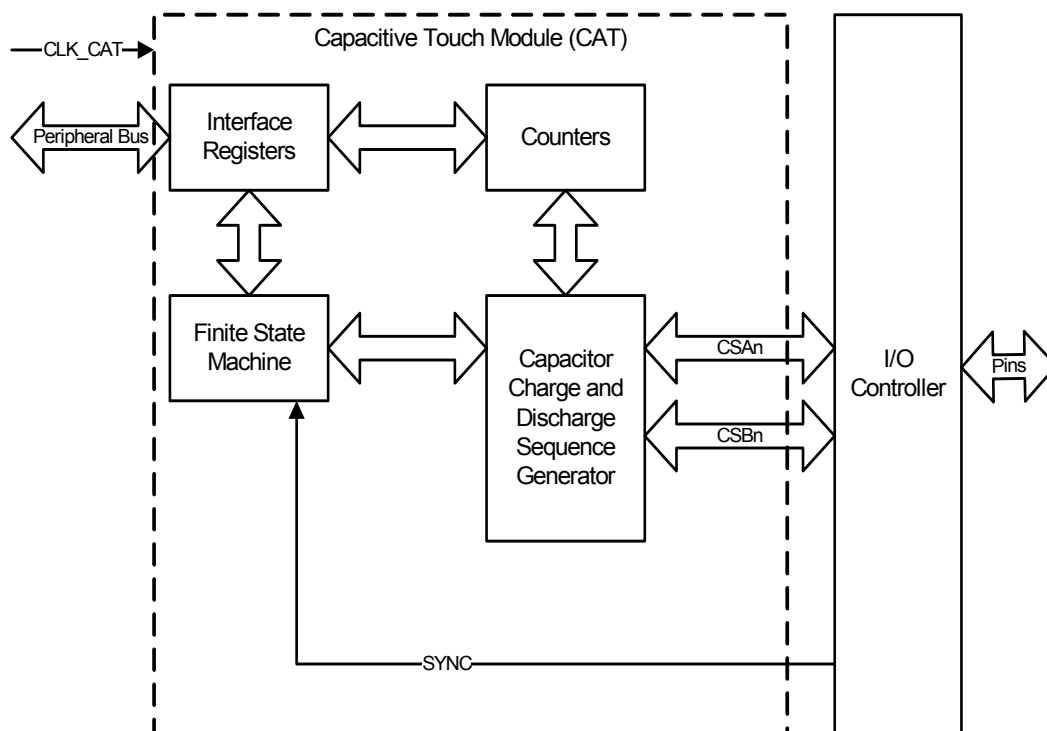 Capacitive Touch Module (CAT)
CLK_CAT
Peripheral Bus
Interface
Registers
Counters
Finite State
Machine
Capacitor
Charge and
Discharge
Sequence
Generator
CSAn
CSBn
I/O
Controller
Pins
SYNC